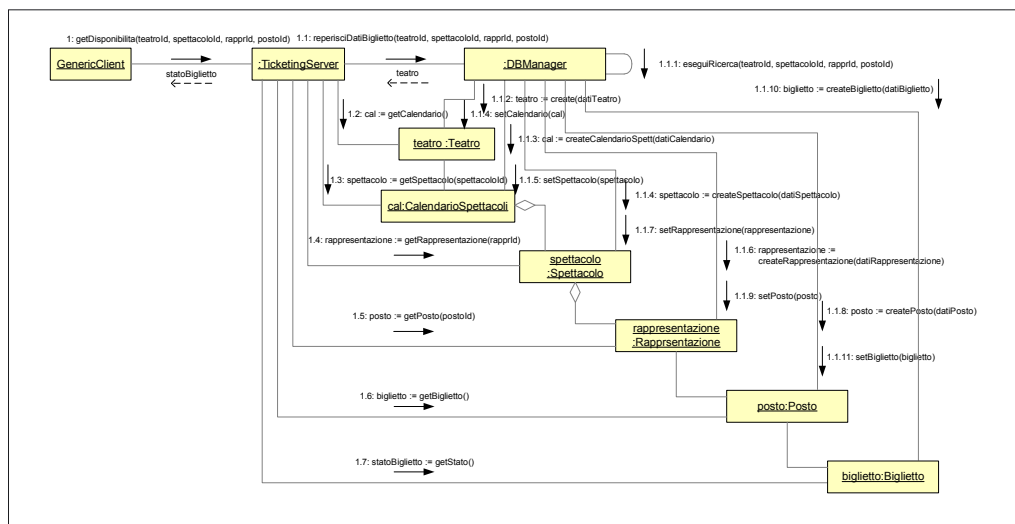 1: getDisponibilita(teatroId, spettacoloId, rapprId, postoId)
1.1: reperisciDatiBiglietto(teatroId, spettacoloId, rapprId, postoId)
GenericClient
:TicketingServer
:DBManager
statoBiglietto
teatro
1.1.1: eseguiRicerca(teatroId, spettacoloId, rapprId, postoId)
1.1.10: biglietto := createBiglietto(datiBiglietto)
1.1.2: teatro := create(datiTeatro)
1.2: cal := getCalendario()
1.1.4: setCalendario(cal)
teatro :Teatro
1.1.3: cal := createCalendarioSpett(datiCalendario)
1.3: spettacolo := getSpettacolo(spettacoloId)
1.1.5: setSpettacolo(spettacolo)
1.1.4: spettacolo := createSpettacolo(datiSpettacolo)
cal:CalendarioSpettacoli
1.1.7: setRappresentazione(rappresentazione)
1.4: rappresentazione := getRappresentazione(rapprId)
1.1.6: rappresentazione :=
createRappresentazione(datiRappresentazione)
spettacolo
:Spettacolo
1.1.9: setPosto(posto)
1.5: posto := getPosto(postoId)
1.1.8: posto := createPosto(datiPosto)
rappresentazione
:Rapprsentazione
1.1.11: setBiglietto(biglietto)
1.6: biglietto := getBiglietto()
posto:Posto
1.7: statoBiglietto := getStato()
biglietto:Biglietto